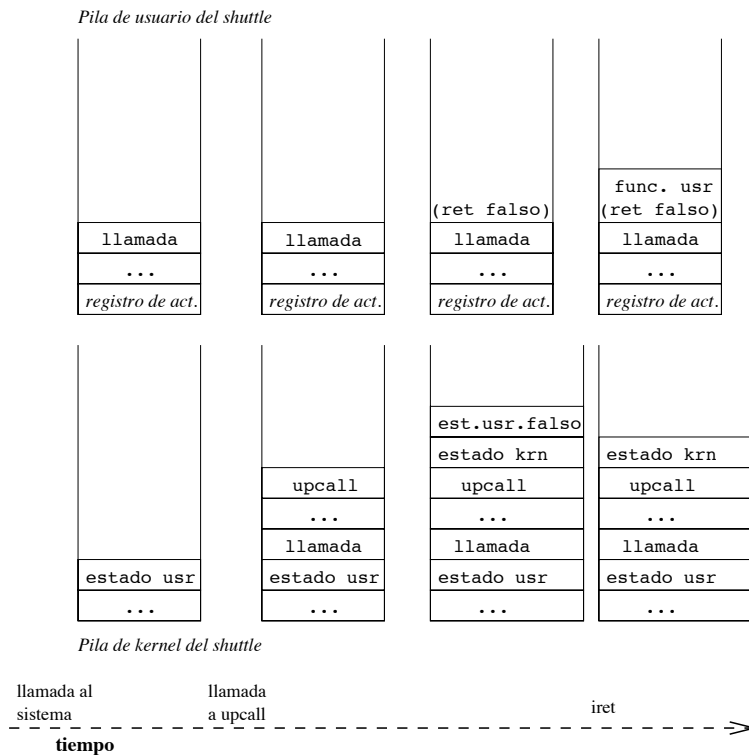 Pila de usuario del shuttle
func. usr
(ret falso) (ret falso)
llamada llamada llamada llamada
... ... ... ...
registro de act. registro de act. registro de act. registro de act.
est.usr.falso
estado krn estado krn
upcall upcall upcall
... ... ...
llamada llamada llamada
estado usr estado usr estado usr estado usr
... ... ... ...
Pila de kernel del shuttle
llamada al llamada
sistema a upcall iret
tiempo